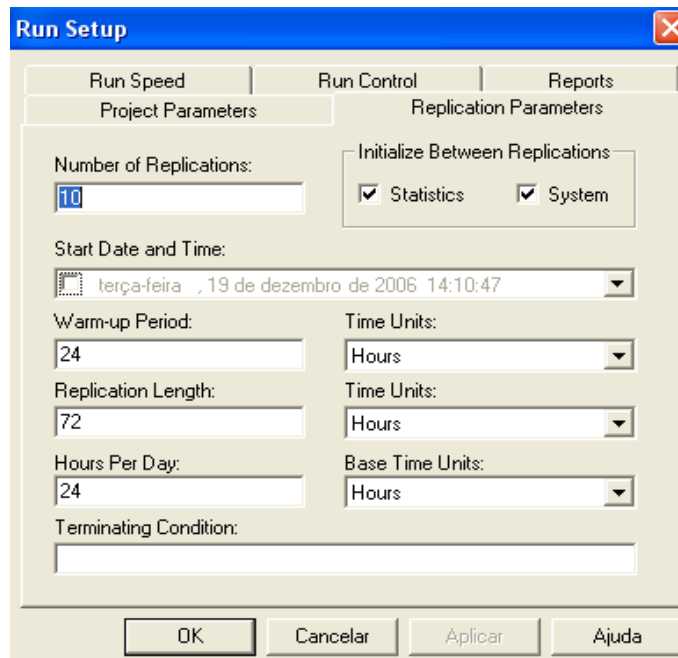 Run Setup
Run Speed Run Control Reports
Project Parameters Replication Parameters
Number of Replications:
10
Initialize Between Replications
Statistics System
Start Date and Time:
terça-feira , 19 de dezembro de 2006 14:10:47
Warm-up Period: Time Units:
24 Hours
Replication Length: Time Units:
72 Hours
Hours Per Day: Base Time Units:
24 Hours
Terminating Condition:
OK Cancelar Aplicar Ajuda